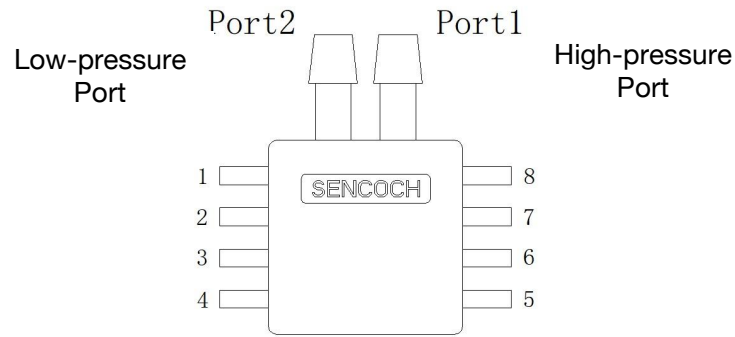 Port2
Port1
Low-pressure
Port
High-pressure
Port
SENCOCH
1
8
2
7
3
6
4
5